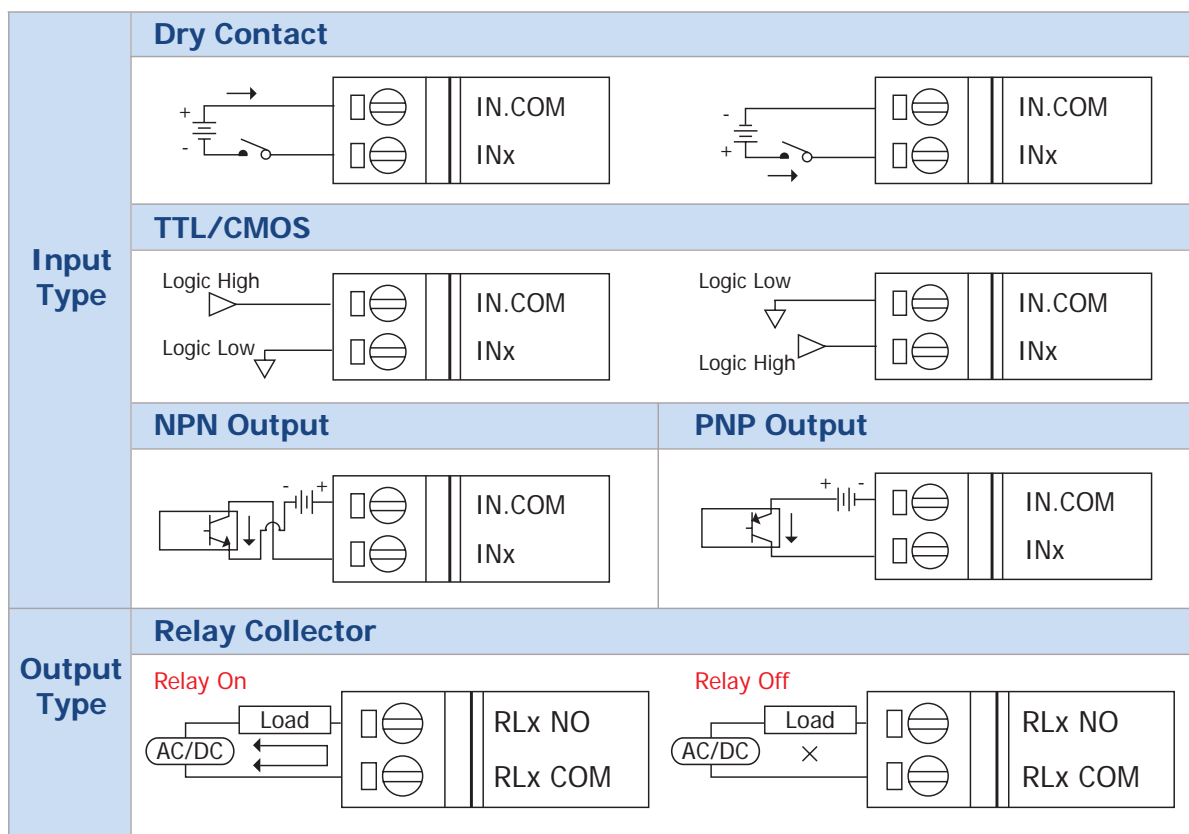 Dry Contact
+
-
IN.COM
INx
-
+
IN.COM
INx
Input
Type
TTL/CMOS
Logic High
Logic Low
IN.COM
INx
Logic Low
Logic High
IN.COM
INx
NPN Output
- +
IN.COM
INx
PNP Output
+ -
IN.COM
INx
Output
Type
Relay Collector
Relay On
Load
AC/DC
RLx NO
RLx COM
Relay Off
Load
AC/DC
RLx NO
RLx COM